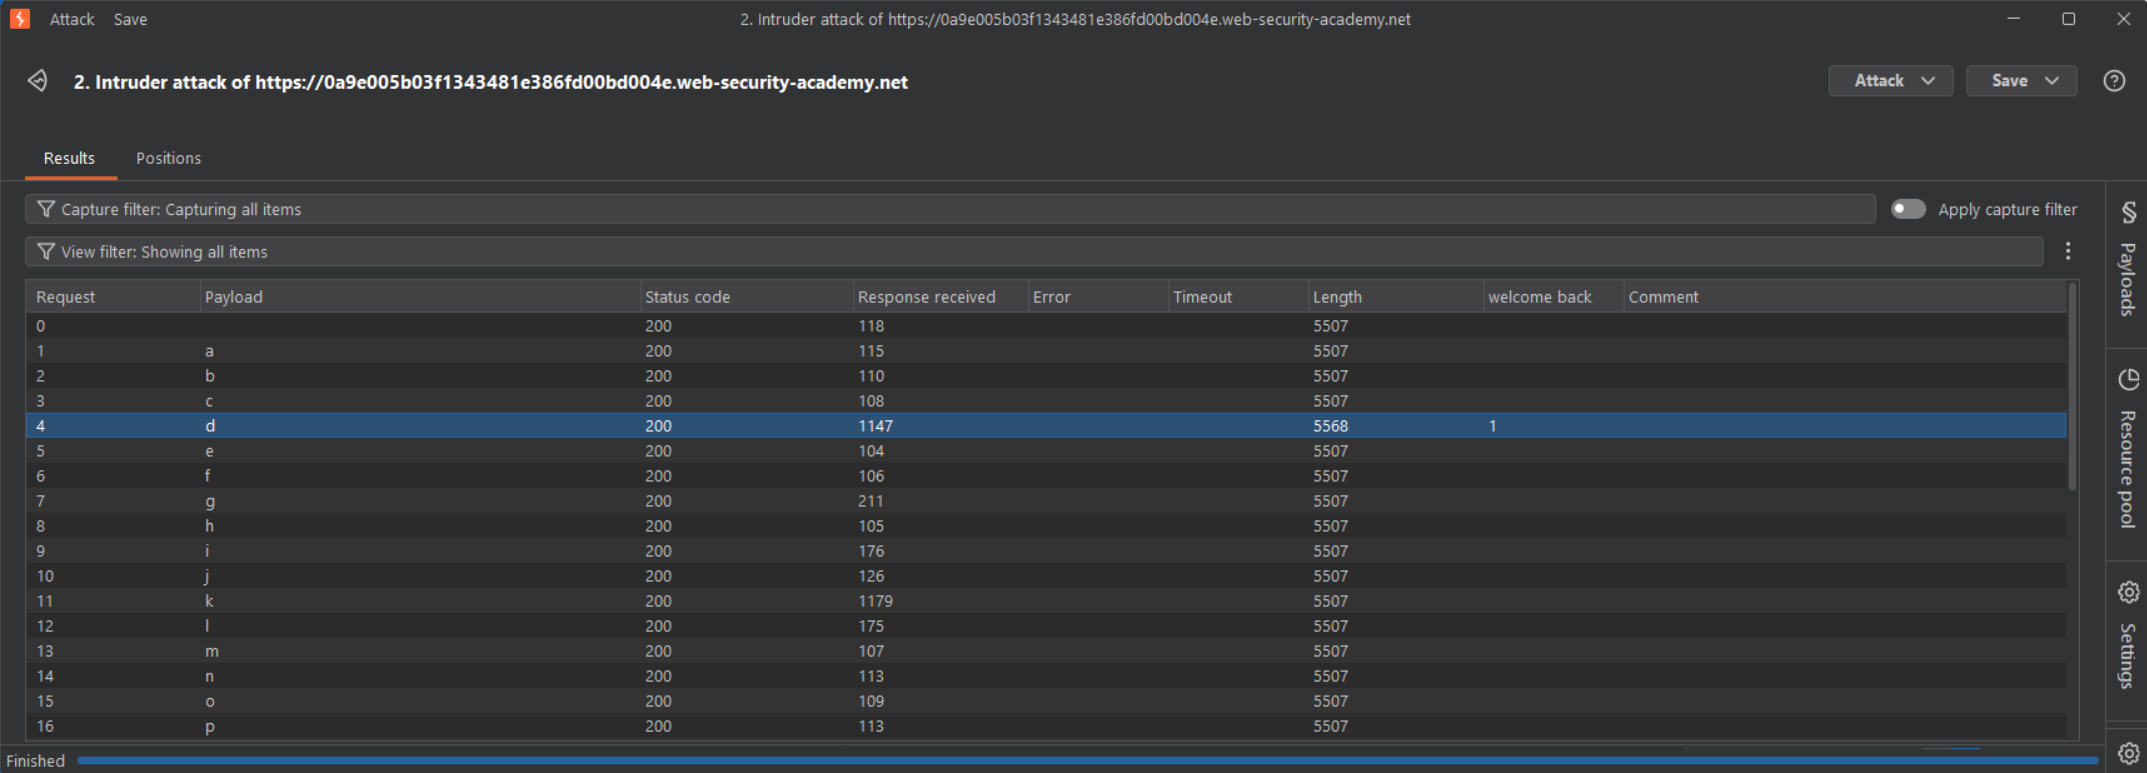 Attack Save 2. Intruder attack of https://0a9e005b03f1343481e386fd00bd004e.web-security-academy.net
2. Intruder attack of https://0a9e005b03f1343481e386fd00bd004e.web-security-academy.net Attack Save
Results Positions
Capture filter: Capturing all items Apply capture filter
View filter: Showing all items
Request Payload Status code Response received Error Timeout Length welcome back Comment
0 200 118 5507
1 a 200 115 5507
2 b 200 110 5507
3 c 200 108 5507
4 d 200 1147 5568 1
5 e 200 104 5507
6 f 200 106 5507
7 g 200 211 5507
8 h 200 105 5507
9 i 200 176 5507
10 j 200 126 5507
11 k 200 1179 5507
12 l 200 175 5507
13 m 200 107 5507
14 n 200 113 5507
15 o 200 109 5507
16 p 200 113 5507
Finished
Payloads
Resource pool
Settings